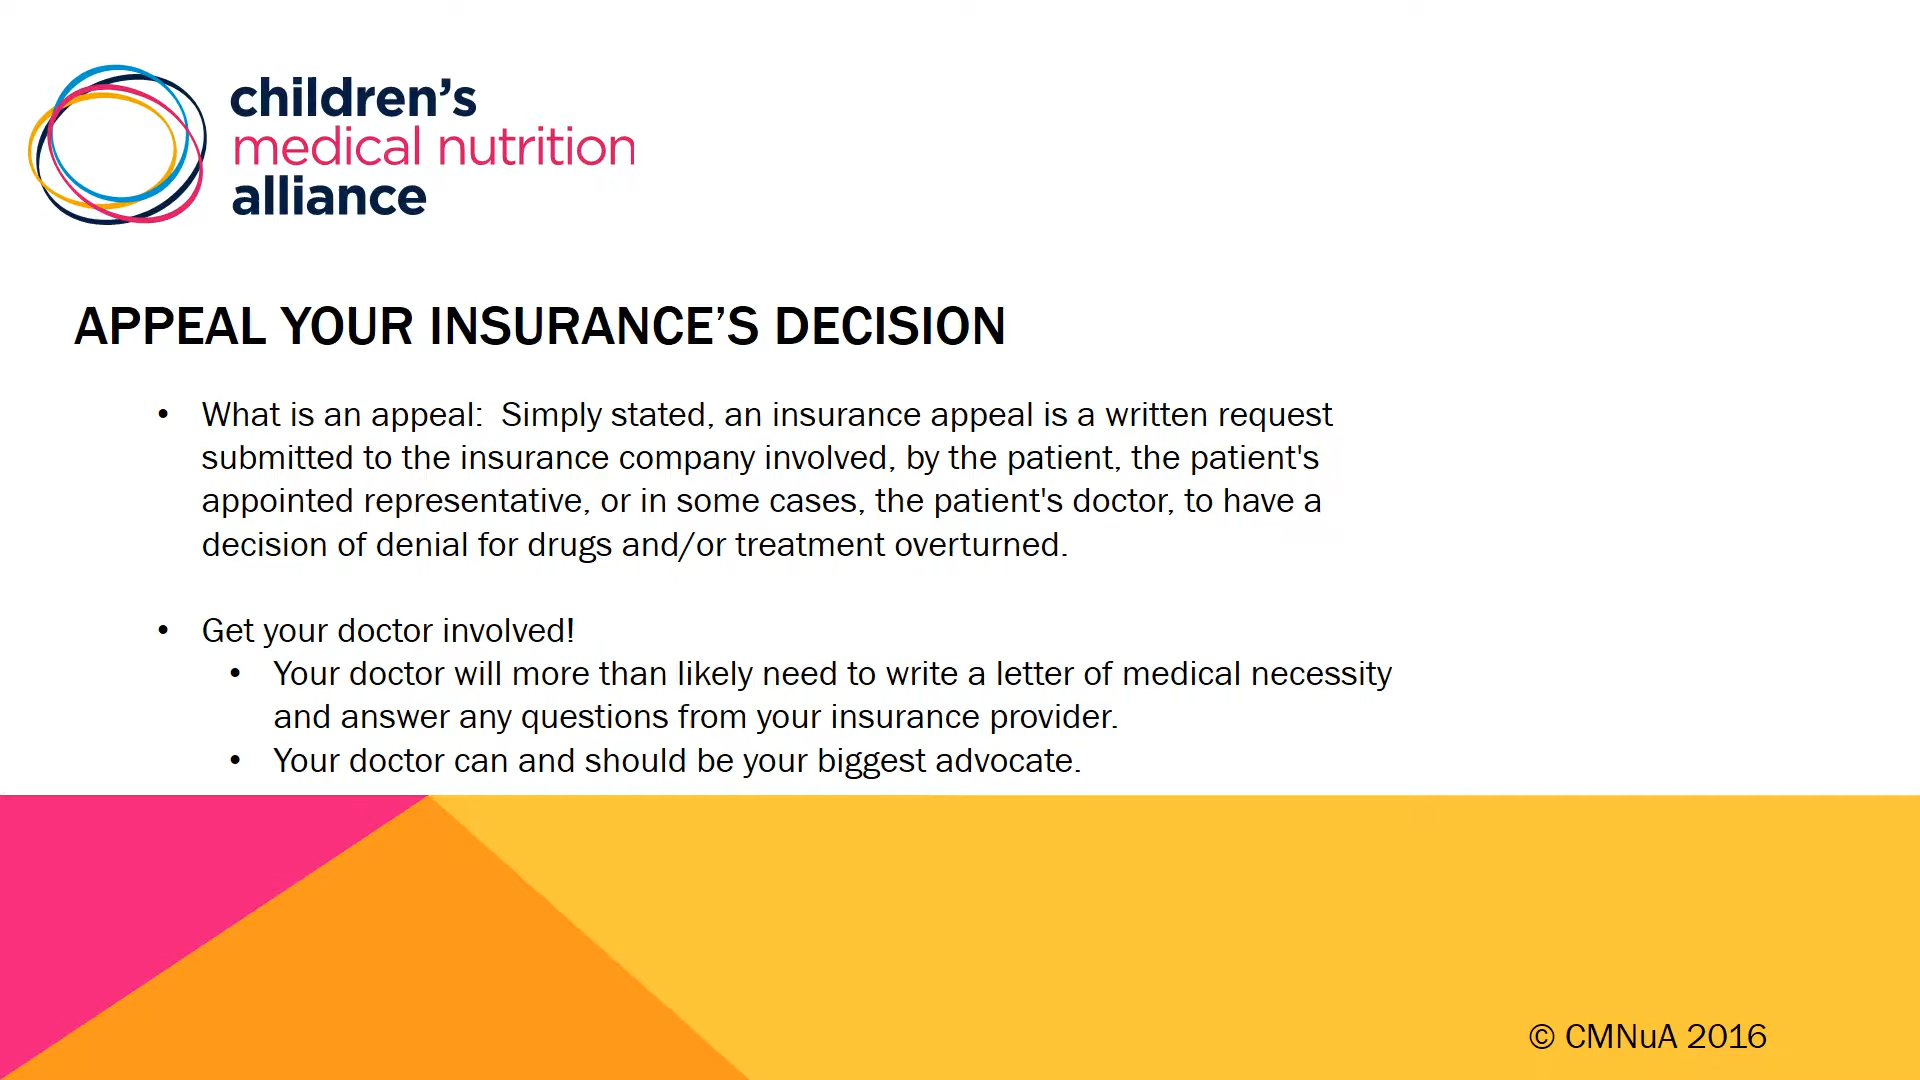 children’s
medical nutrition
alliance
APPEAL YOUR INSURANCE’S DECISION
• What is an appeal:  Simply stated, an insurance appeal is a written request
submitted to the insurance company involved, by the patient, the patient's
appointed representative, or in some cases, the patient's doctor, to have a
decision of denial for drugs and/or treatment overturned.
• Get your doctor involved!
• Your doctor will more than likely need to write a letter of medical necessity
and answer any questions from your insurance provider.
• Your doctor can and should be your biggest advocate.
© CMNuA 2016